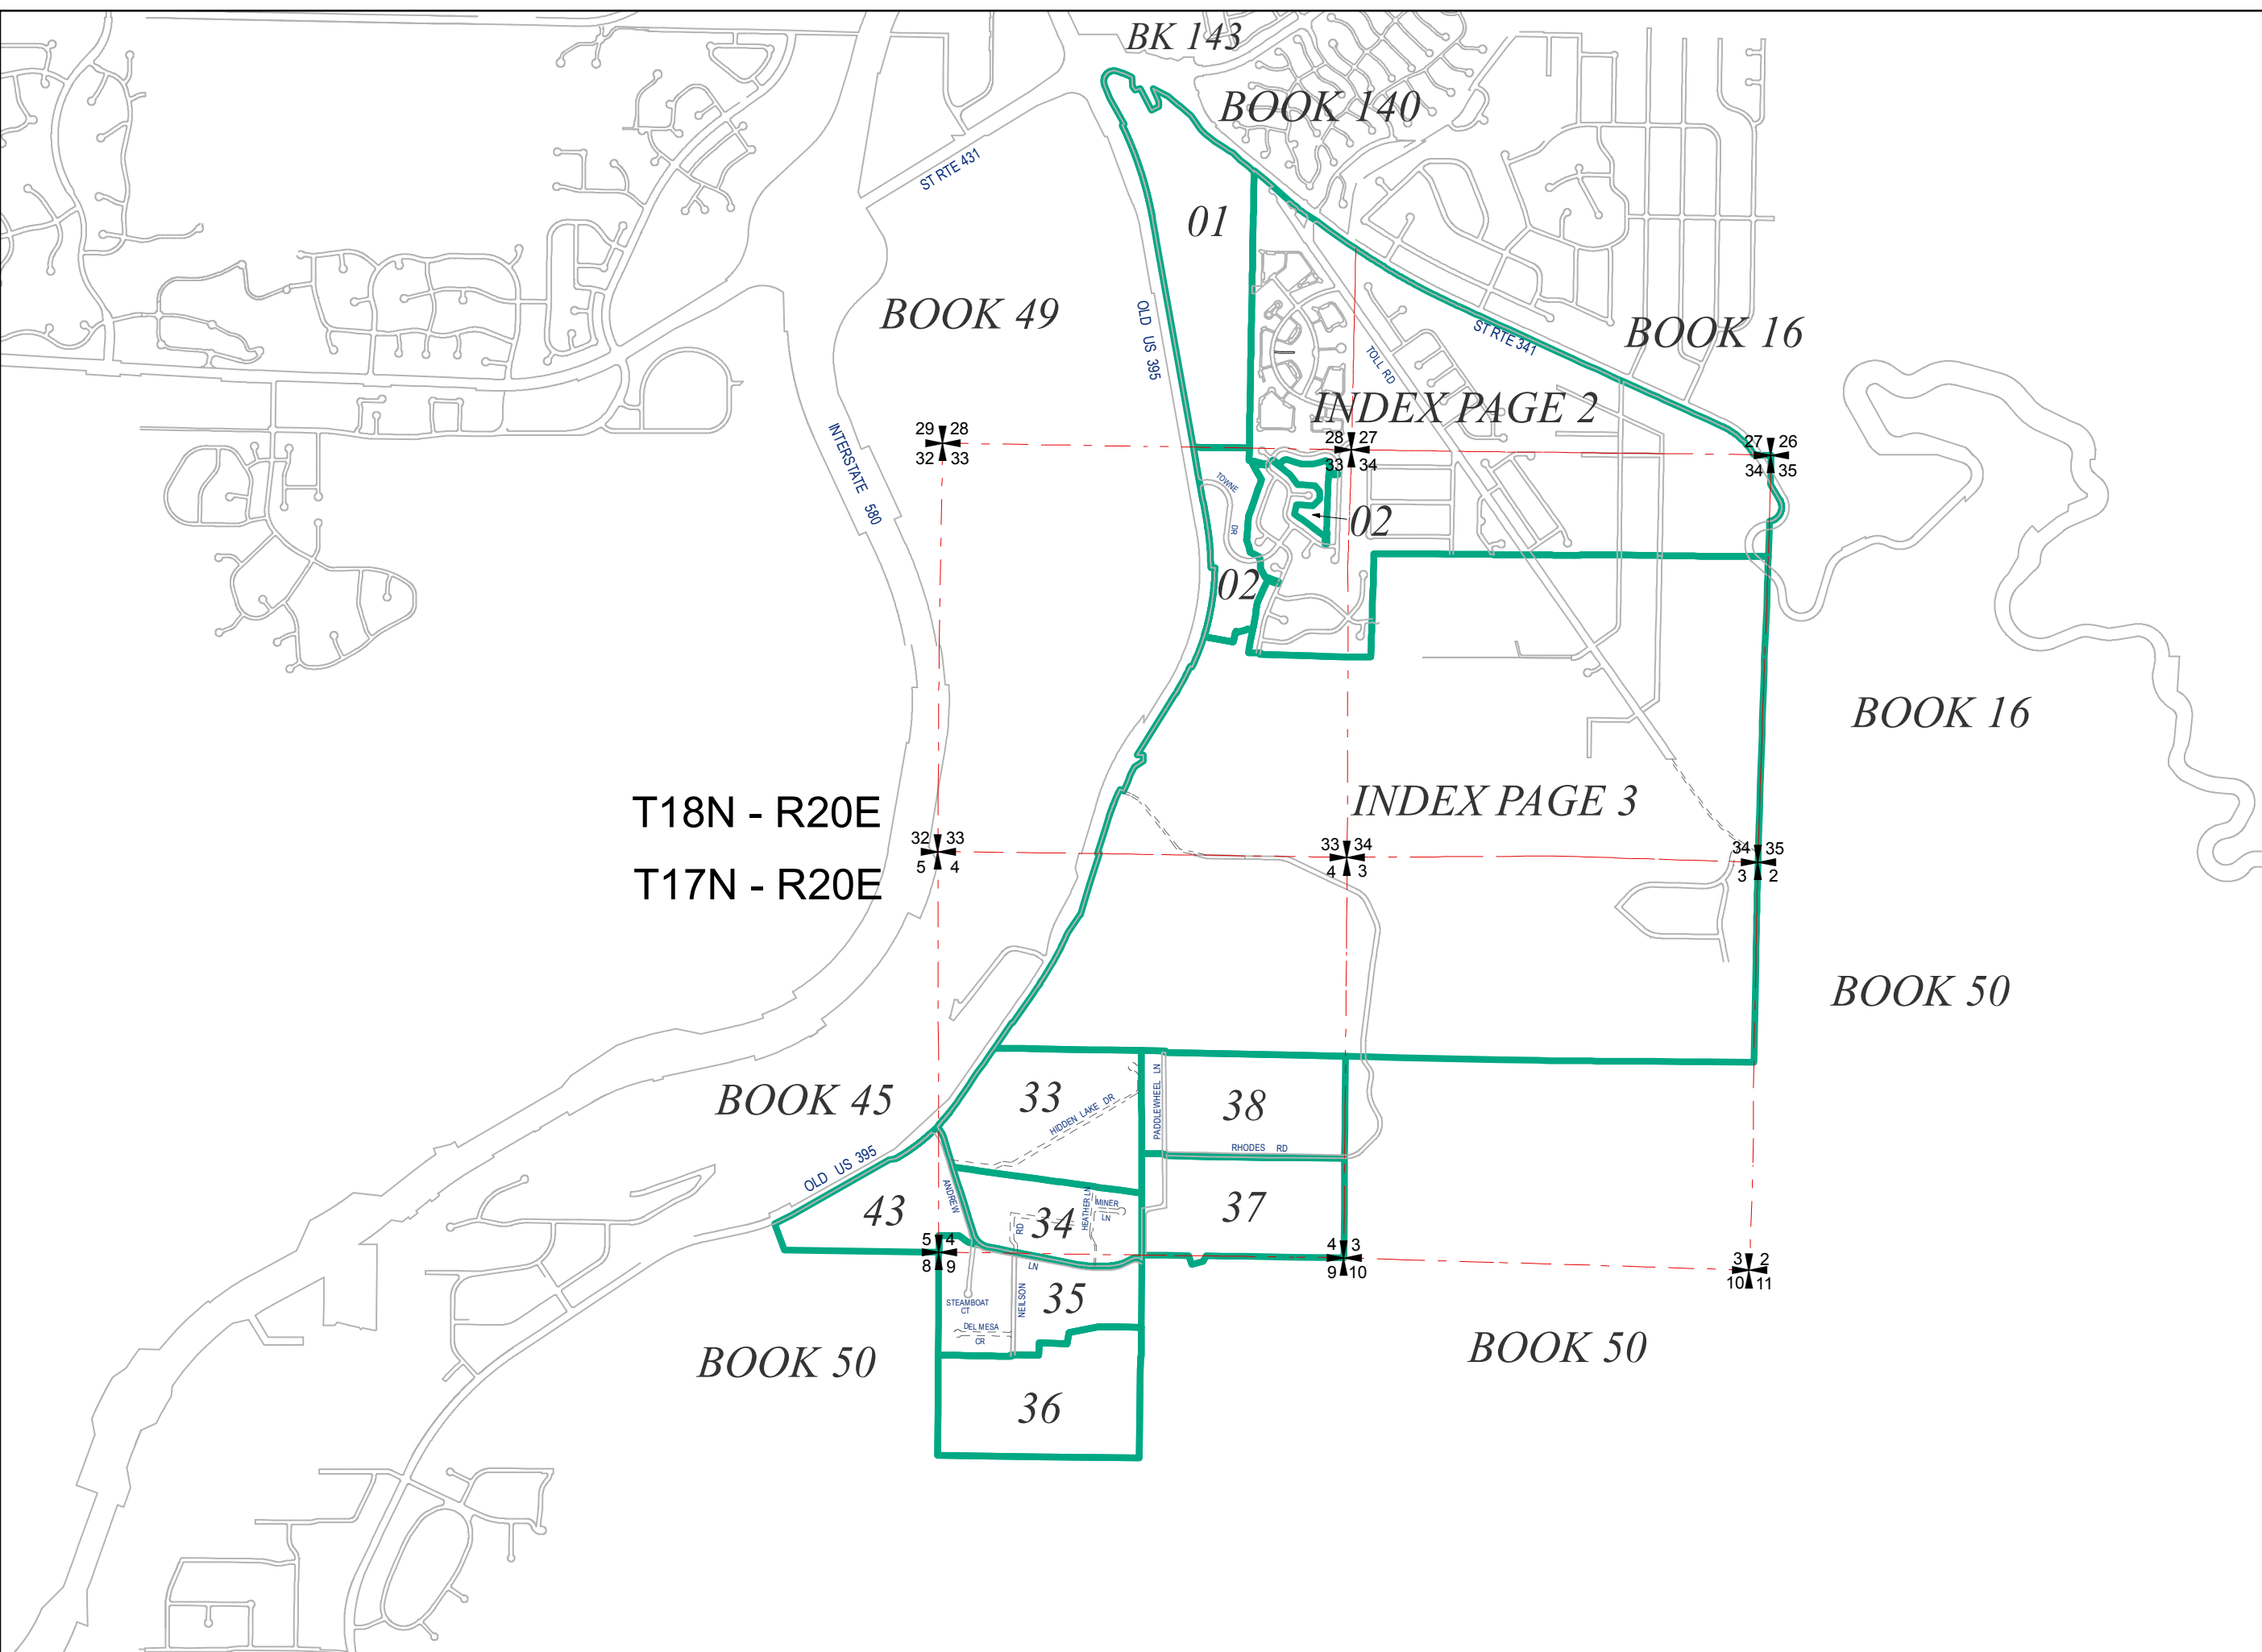 BK 143
BOOK 140
ST RTE 431
01
BOOK 49
OLD US 395
ST RTE 341
BOOK 16
TOLL RD
INDEX PAGE 2
29 28
32 33
28 27
33 34
27 26
34 35
INTERSTATE 580
TOWNE DR
02
02
BOOK 16
T18N - R20E
INDEX PAGE 3
32 33
5 4
33 34
4 3
34 35
3 2
T17N - R20E
BOOK 50
BOOK 45
33
HIDDEN LAKE DR
PADDLEWHEEL LN
38
RHODES RD
OLD US 395
43
ANDREW
34
HEATHER LN
MINER
LN
RD
37
5 4
8 9
4 3
9 10
3 2
10 11
LN
NEILSON
35
STEAMBOAT
CT
DEL MESA
CR
BOOK 50
BOOK 50
36